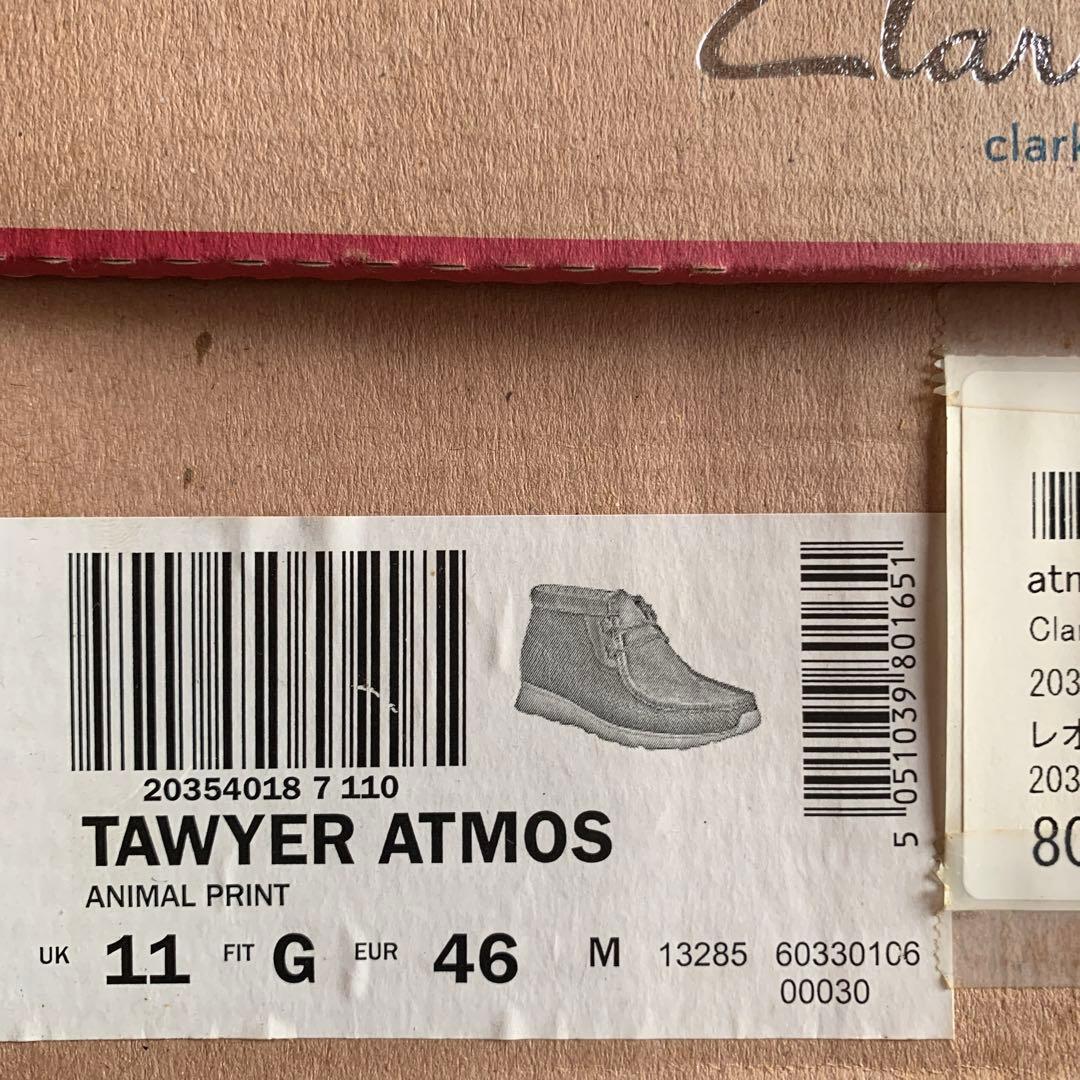 Clar
clark
20354018 7 110
TAWYER ATMOS
ANIMAL PRINT
UK 11 FIT G EUR 46 M 13285 60330106
00030
5 051039 801651
atm
Clar
203
レオ
203
80